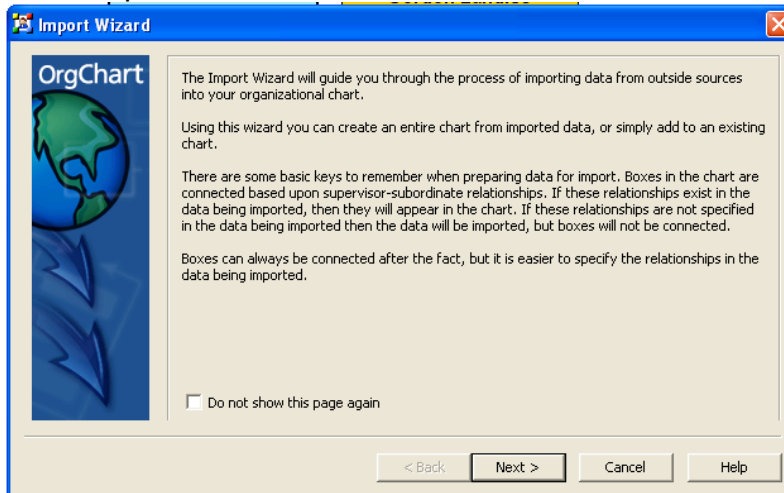 Import Wizard
OrgChart
The Import Wizard will guide you through the process of importing data from outside sources
into your organizational chart.
Using this wizard you can create an entire chart from imported data, or simply add to an existing
chart.
There are some basic keys to remember when preparing data for import. Boxes in the chart are
connected based upon supervisor-subordinate relationships. If these relationships exist in the
data being imported, then they will appear in the chart. If these relationships are not specified
in the data being imported then the data will be imported, but boxes will not be connected.
Boxes can always be connected after the fact, but it is easier to specify the relationships in the
data being imported.
Do not show this page again
< Back
Next >
Cancel
Help